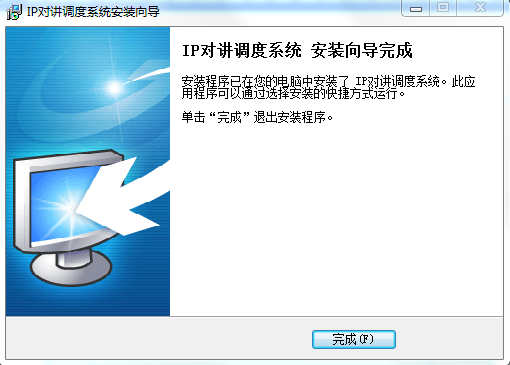 IP对讲调度系统安装向导
IP对讲调度系统 安装向导完成
安装程序已在您的电脑中安装了 IP对讲调度系统。此应
用程序可以通过选择安装的快捷方式运行。
单击“完成”退出安装程序。
完成(F)